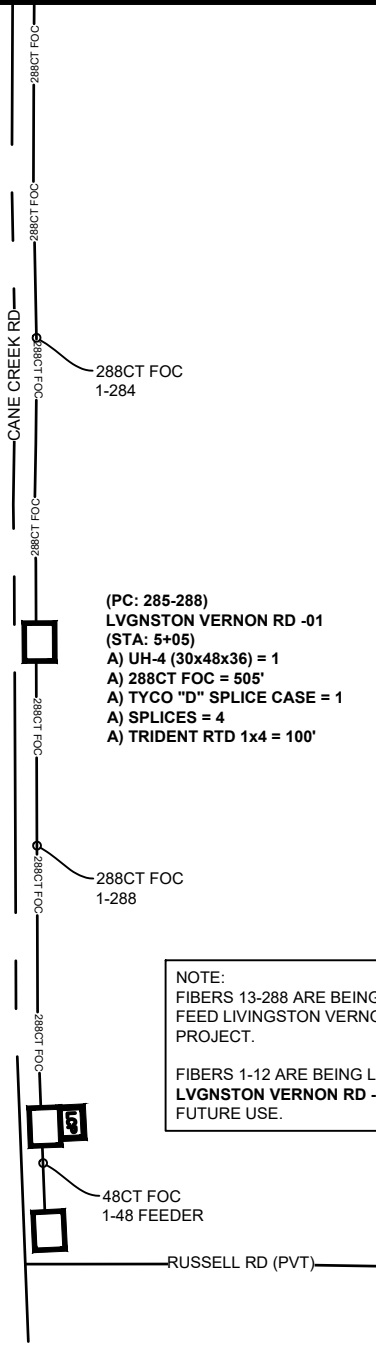 288CT FOC
288CT FOC
CANE CREEK RD
288CT FOC
288CT FOC
1-284
288CT FOC
(PC: 285-288)
LVGNSTON VERNON RD -01
(STA: 5+05)
A) UH-4 (30x48x36) = 1
A) 288CT FOC = 505'
A) TYCO "D" SPLICE CASE = 1
A) SPLICES = 4
A) TRIDENT RTD 1x4 = 100'
288CT FOC
288CT FOC
288CT FOC
1-288
NOTE:
FIBERS 13-288 ARE BEING
FEED LIVINGSTON VERNO
PROJECT.
FIBERS 1-12 ARE BEING L
LVGNSTON VERNON RD -
FUTURE USE.
288CT FOC
LCP
48CT FOC
1-48 FEEDER
RUSSELL RD (PVT)